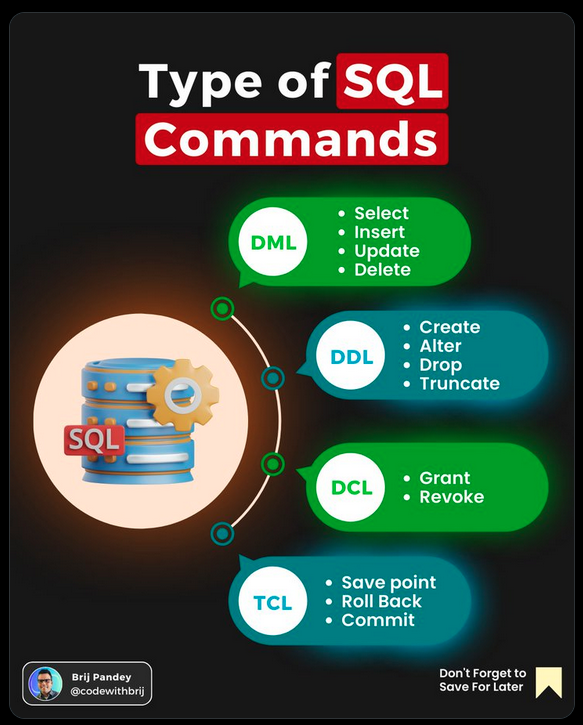 Type of SQL
Commands
DML
• Select
• Insert
• Update
• Delete
DDL
• Create
• Alter
• Drop
• Truncate
SQL
DCL
• Grant
• Revoke
TCL
• Save point
• Roll Back
• Commit
Brij Pandey
@codewithbrij
Don't Forget to
Save For Later